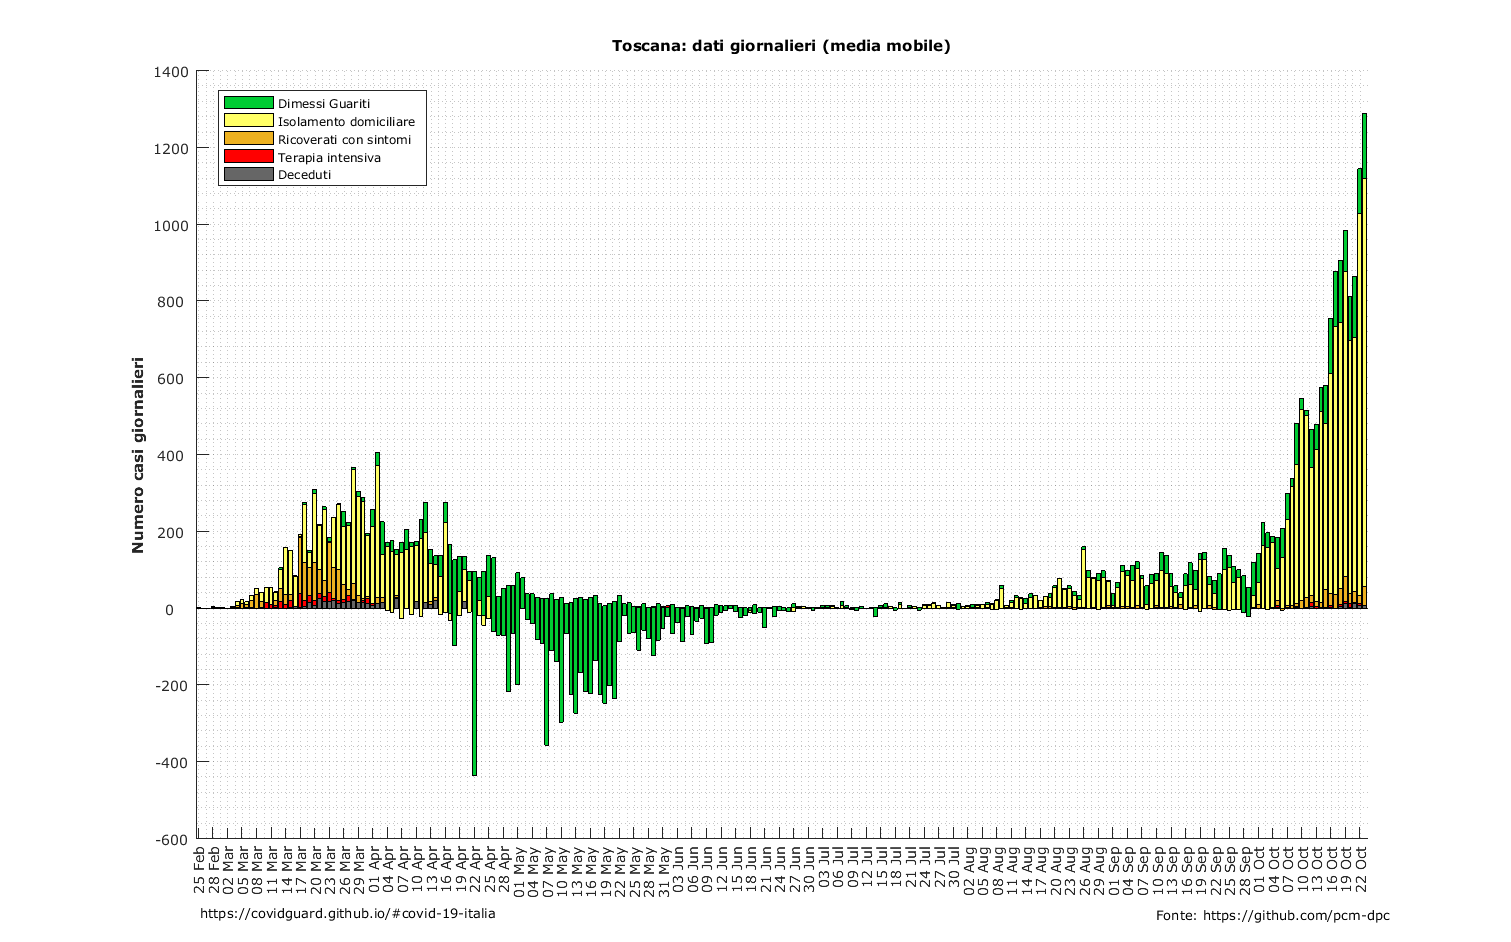 Toscana: dati giornalieri (media mobile)
1400
1200
1000
800
600
400
200
0
-200
-400
-600
Numero casi giornalieri
Dimessi Guariti
Isolamento domiciliare
Ricoverati con sintomi
Terapia intensiva
Deceduti
25 Feb
28 Feb
02 Mar
05 Mar
08 Mar
11 Mar
14 Mar
17 Mar
20 Mar
23 Mar
26 Mar
29 Mar
01 Apr
04 Apr
07 Apr
10 Apr
13 Apr
16 Apr
19 Apr
22 Apr
25 Apr
28 Apr
01 May
04 May
07 May
10 May
13 May
16 May
19 May
22 May
25 May
28 May
31 May
03 Jun
06 Jun
09 Jun
12 Jun
15 Jun
18 Jun
21 Jun
24 Jun
27 Jun
30 Jun
03 Jul
06 Jul
09 Jul
12 Jul
15 Jul
18 Jul
21 Jul
24 Jul
27 Jul
30 Jul
02 Aug
05 Aug
08 Aug
11 Aug
14 Aug
17 Aug
20 Aug
23 Aug
26 Aug
29 Aug
01 Sep
04 Sep
07 Sep
10 Sep
13 Sep
16 Sep
19 Sep
22 Sep
25 Sep
28 Sep
01 Oct
04 Oct
07 Oct
10 Oct
13 Oct
16 Oct
19 Oct
22 Oct
https://covidguard.github.io/#covid-19-italia
Fonte: https://github.com/pcm-dpc